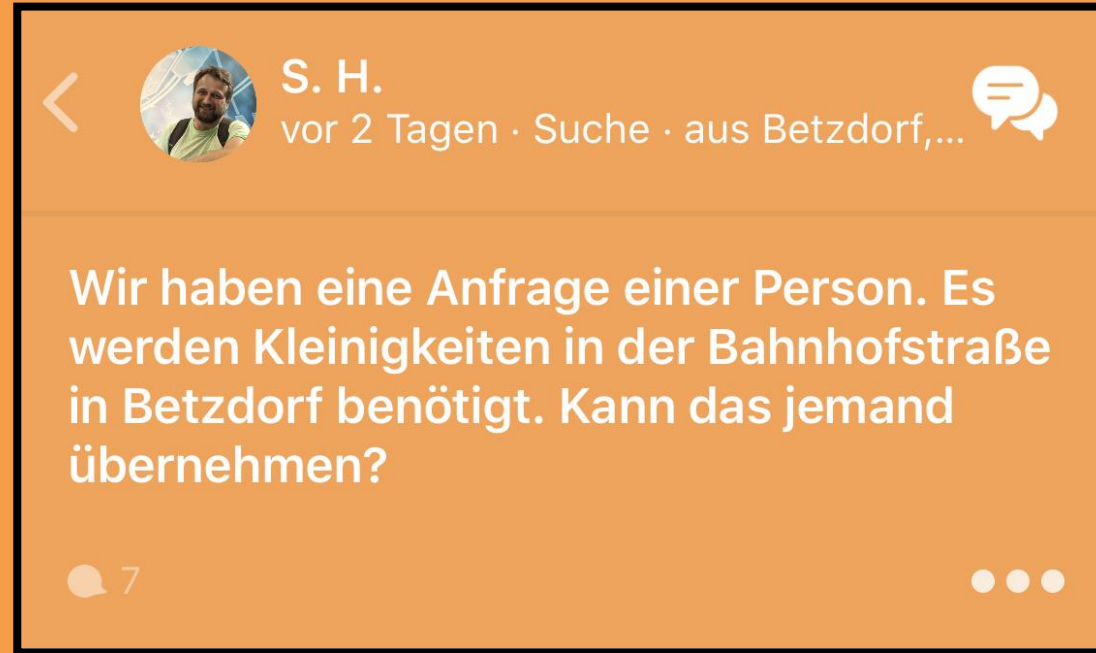 S. H.
vor 2 Tagen · Suche · aus Betzdorf,...
Wir haben eine Anfrage einer Person. Es
werden Kleinigkeiten in der Bahnhofstraße
in Betzdorf benötigt. Kann das jemand
übernehmen?
7